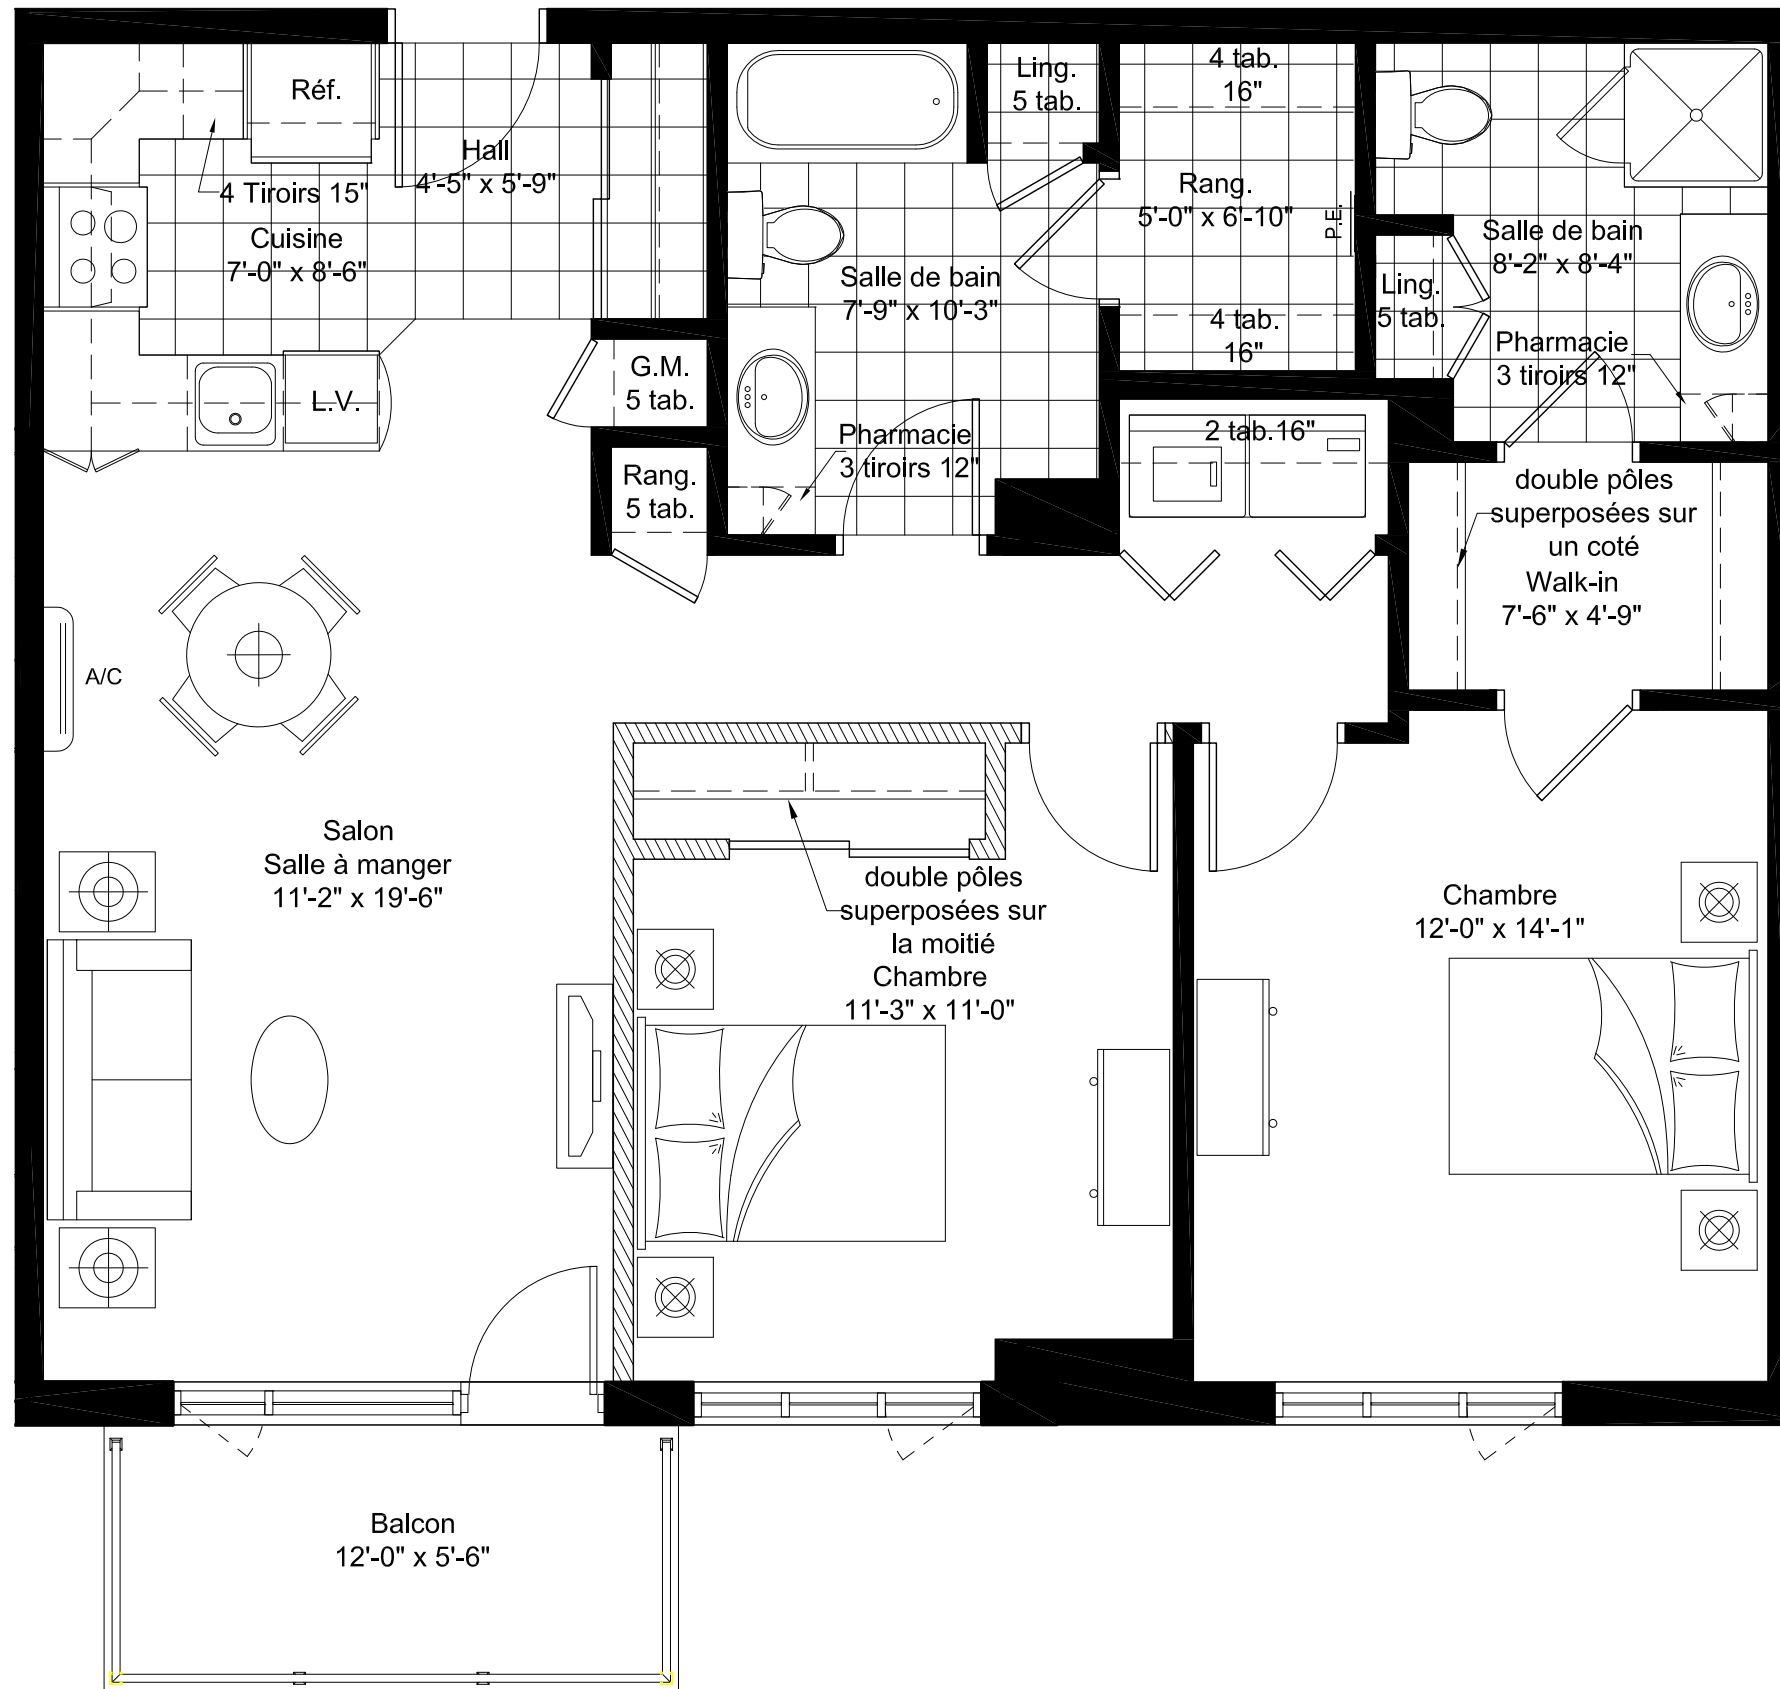 Réf.
Hall
4'-5" x 5'-9"
4 Tiroirs 15"
Cuisine
7'-0" x 8'-6"
L.V.
G.M.
5 tab.
Rang.
5 tab.
Salle de bain
7'-9" x 10'-3"
Pharmacie
3 tiroirs 12"
Ling.
5 tab.
4 tab.
16"
Rang.
5'-0" x 6'-10"
P.E.
4 tab.
16"
Salle de bain
8'-2" x 8'-4"
Ling.
5 tab.
Pharmacie
3 tiroirs 12"
2 tab.16"
double pôles
superposées sur
un coté
Walk-in
7'-6" x 4'-9"
A/C
Salon
Salle à manger
11'-2" x 19'-6"
double pôles
superposées sur
la moitié
Chambre
11'-3" x 11'-0"
Chambre
12'-0" x 14'-1"
Balcon
12'-0" x 5'-6"